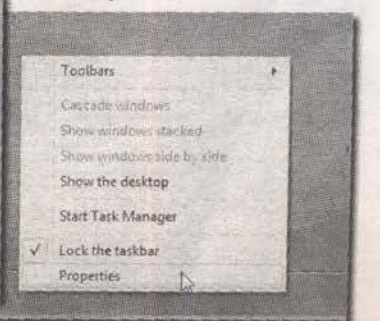 Toolbars
Cascade windows
Show windows stacked
Show windows side by side
Show the desktop
Start Task Manager
Lock the taskbar
Properties